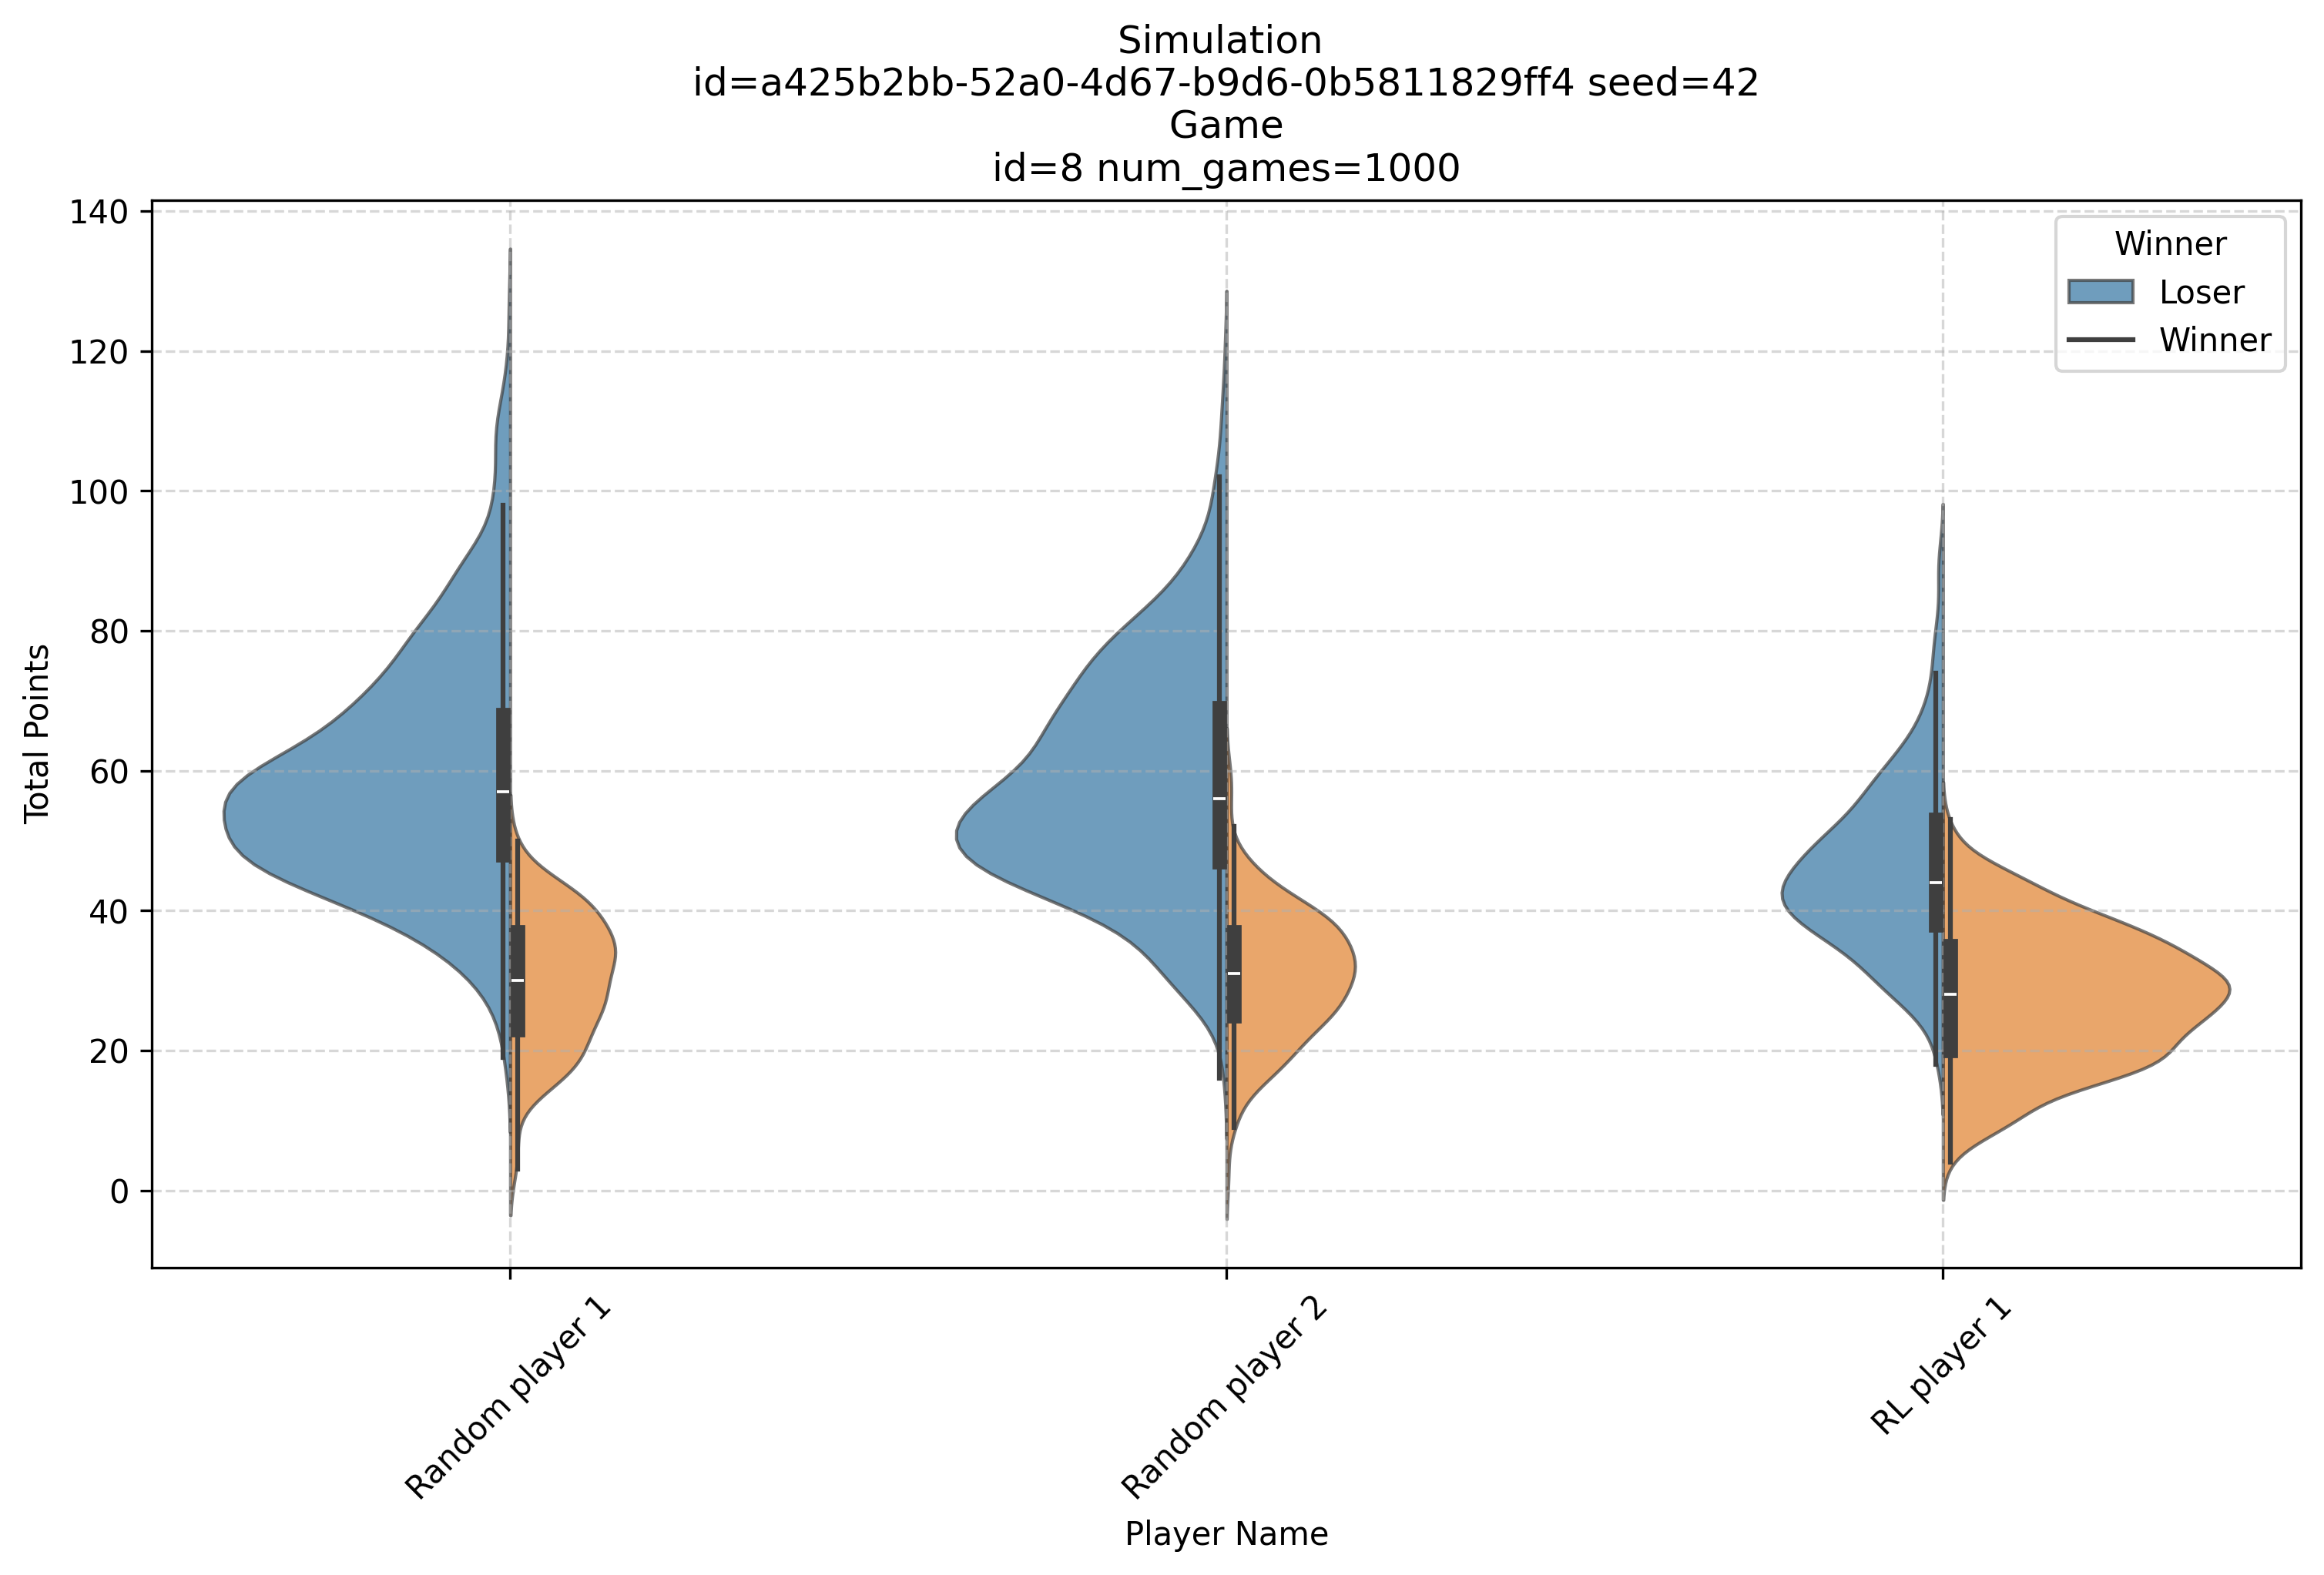 Simulation
id=a425b2bb-52a0-4d67-b9d6-0b5811829ff4 seed=42
Game
id=8 num_games=1000
140
120
100
80
60
40
20
0
Total Points
Winner
Loser
Winner
Random player 1
Random player 2
RL player 1
Player Name